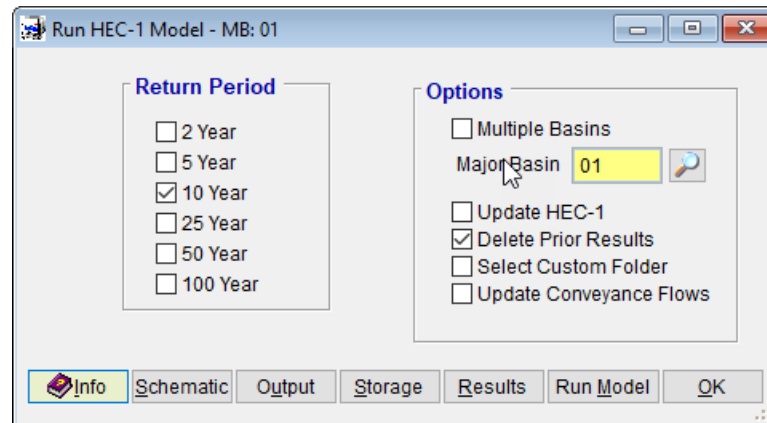 Run HEC-1 Model - MB: 01
Return Period
2 Year
5 Year
10 Year
25 Year
50 Year
100 Year
Options
Multiple Basins
Major Basin 01
Update HEC-1
Delete Prior Results
Select Custom Folder
Update Conveyance Flows
Info Schematic Output Storage Results Run Model OK